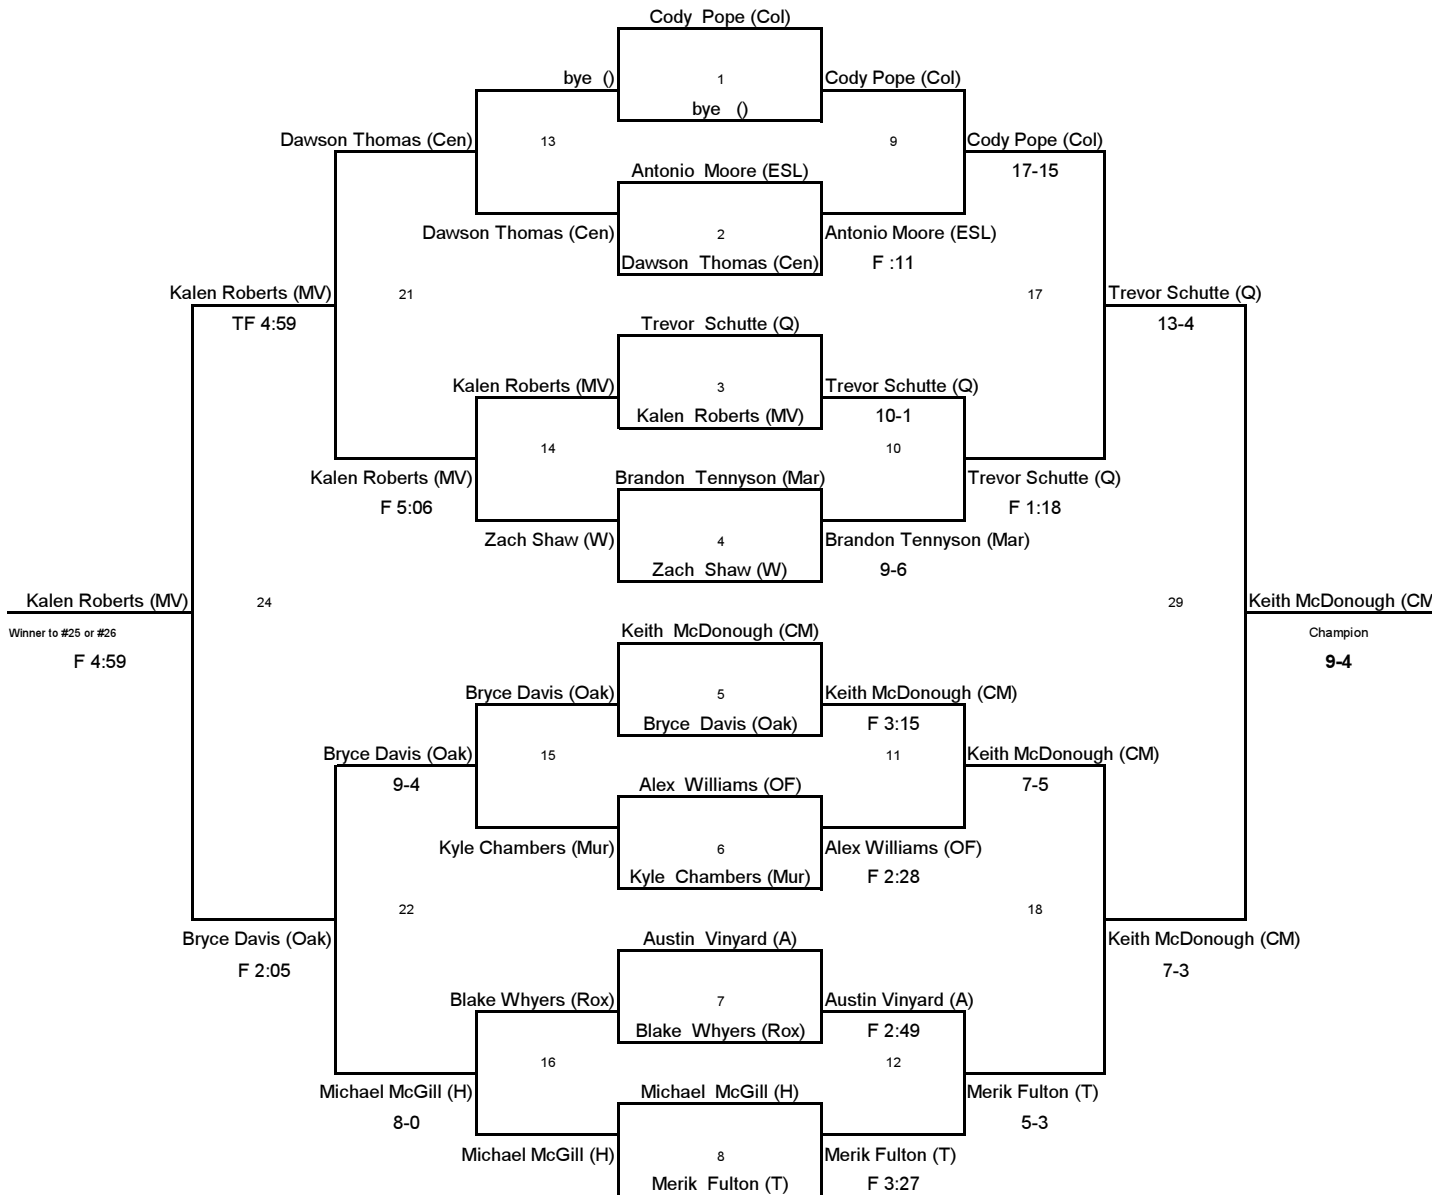 Cody Pope (Col)
bye () 1 Cody Pope (Col)
bye ()
Dawson Thomas (Cen) 13 9 Cody Pope (Col)
Antonio Moore (ESL) 17-15
Dawson Thomas (Cen) 2 Antonio Moore (ESL)
Dawson Thomas (Cen) F :11
Kalen Roberts (MV) 21 17 Trevor Schutte (Q)
TF 4:59 Trevor Schutte (Q) 13-4
Kalen Roberts (MV) 3 Trevor Schutte (Q)
Kalen Roberts (MV) 10-1
14 10
Kalen Roberts (MV) Brandon Tennyson (Mar) Trevor Schutte (Q)
F 5:06 F 1:18
Zach Shaw (W) 4 Brandon Tennyson (Mar)
Zach Shaw (W) 9-6
Kalen Roberts (MV) 24 29 Keith McDonough (CM
Winner to #25 or #26 Keith McDonough (CM) Champion
F 4:59 9-4
Bryce Davis (Oak) 5 Keith McDonough (CM)
Bryce Davis (Oak) F 3:15
Bryce Davis (Oak) 15 11 Keith McDonough (CM)
9-4 Alex Williams (OF) 7-5
Kyle Chambers (Mur) 6 Alex Williams (OF)
Kyle Chambers (Mur) F 2:28
22 18
Bryce Davis (Oak) Austin Vinyard (A) Keith McDonough (CM)
F 2:05 7-3
Blake Whyers (Rox) 7 Austin Vinyard (A)
Blake Whyers (Rox) F 2:49
16 12
Michael McGill (H) Michael McGill (H) Merik Fulton (T)
8-0 5-3
Michael McGill (H) 8 Merik Fulton (T)
Merik Fulton (T) F 3:27